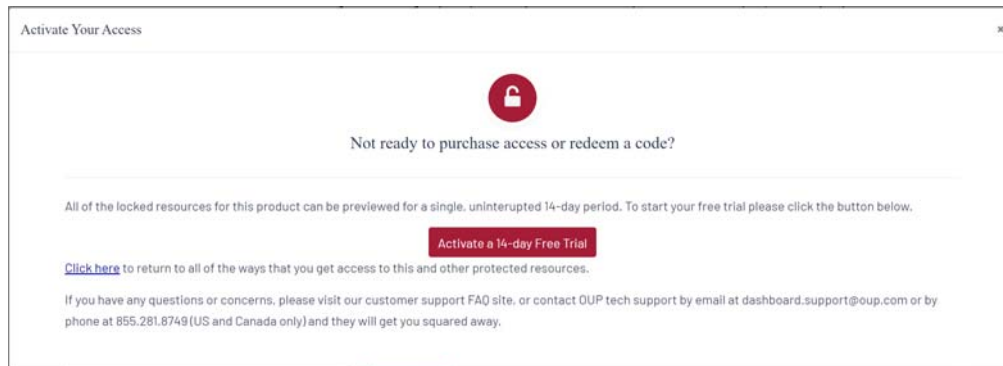 Activate Your Access
×
Not ready to purchase access or redeem a code?
All of the locked resources for this product can be previewed for a single, uninterupted 14-day period. To start your free trial please click the button below.
Activate a 14-day Free Trial
Click here to return to all of the ways that you get access to this and other protected resources.
If you have any questions or concerns, please visit our customer support FAQ site, or contact OUP tech support by email at dashboard.support@oup.com or by
phone at 855.281.8749 (US and Canada only) and they will get you squared away.